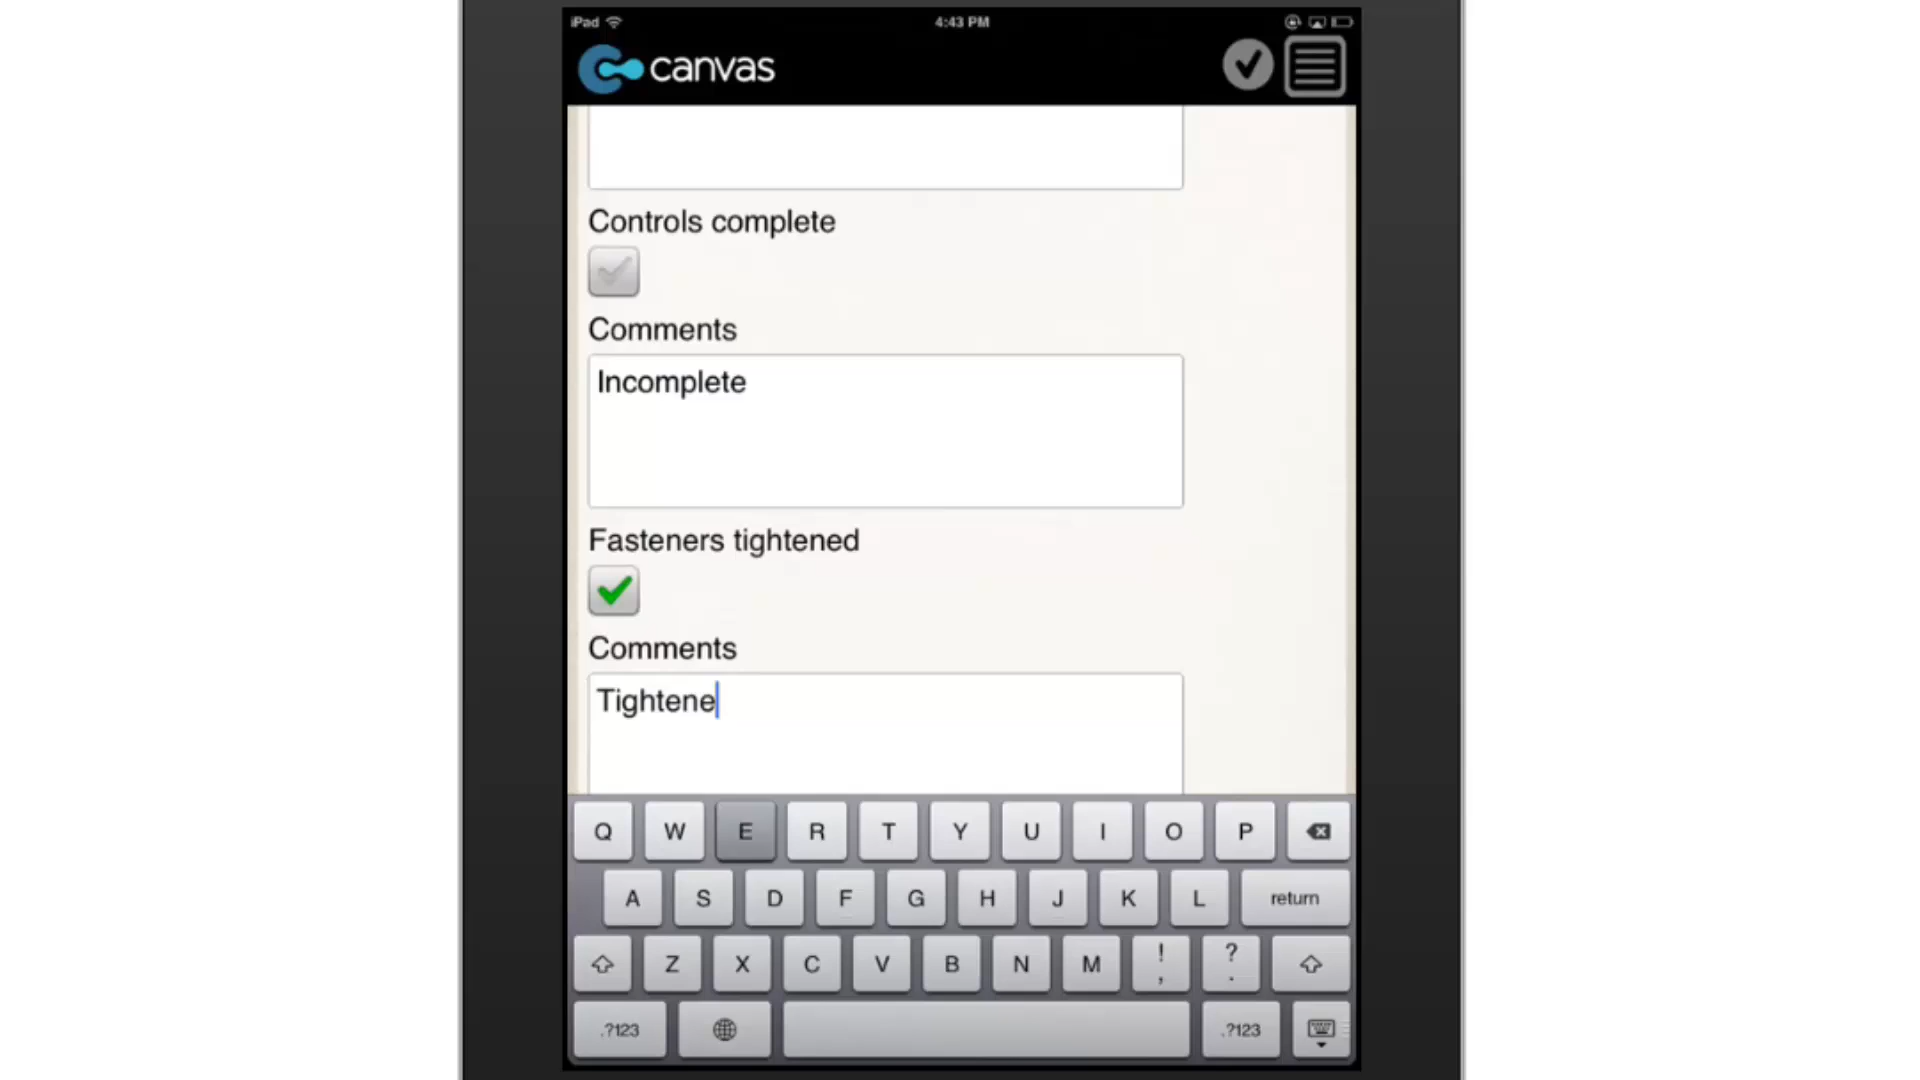 iPad 4:43 PM
canvas
Controls complete
Comments
Incomplete
Fasteners tightened
Comments
Tightene
Q W E R T Y U I O P
A S D F G H J K L return
Z X C V B N M ! , ? .
.?123 .?123